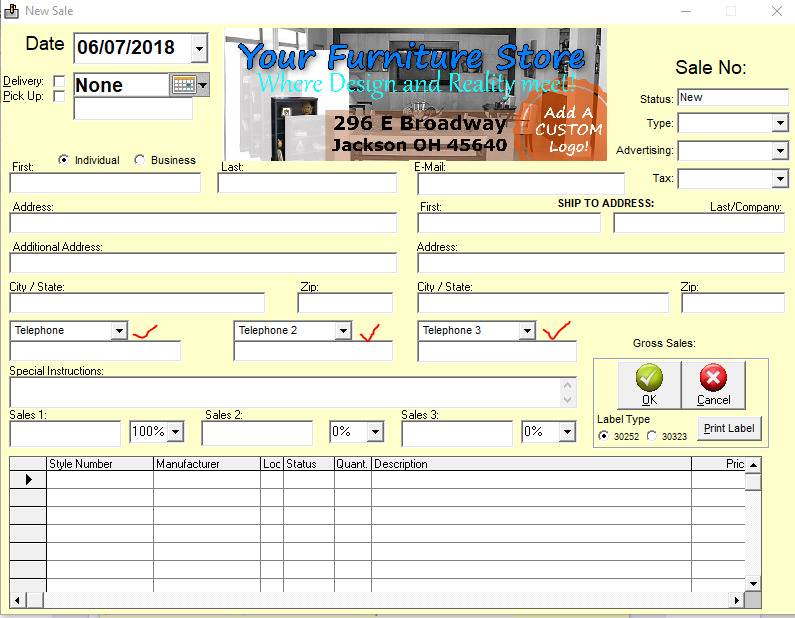 New Sale
Date 06/07/2018
Your Furniture Store
Where Design and Reality meet!
296 E Broadway
Jackson OH 45640
Add A
CUSTOM
Logo!
Sale No:
Delivery:
Pick Up:
None
Status: New
Type:
Advertising:
Tax:
Individual Business
First: Last: E-Mail:
SHIP TO ADDRESS:
Address: First: Last/Company:
Additional Address: Address:
City / State: Zip: City / State: Zip:
Telephone Telephone 2 Telephone 3
Gross Sales:
Special Instructions:
OK Cancel
Sales 1: 100% Sales 2: 0% Sales 3: 0%
Label Type
30252 30323
Print Label
Style Number Manufacturer Loc Status Quant. Description Pric